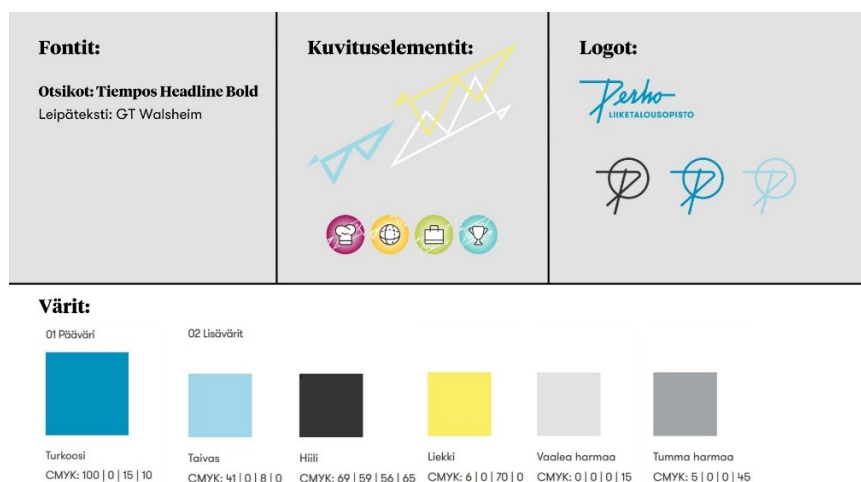 Fontit:
Otsikot: Tiempos Headline Bold
Leipäteksti: GT Walsheim
Kuvituselementit:
Logot:
Perho
LIIKETALOUSOPISTO
Värit:
01 Pääväri
02 Lisävärit
Turkoosi
CMYK: 100 | 0 | 15 | 10
Taivas
CMYK: 41 | 0 | 8 | 0
Hiili
CMYK: 69 | 59 | 56 | 65
Liekki
CMYK: 6 | 0 | 70 | 0
Vaalea harmaa
CMYK: 0 | 0 | 0 | 15
Tumma harmaa
CMYK: 5 | 0 | 0 | 45